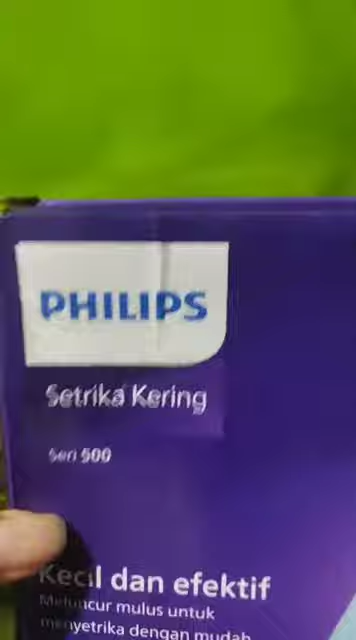 PHILIPS
Setrika Kering
Seri 500
Kecil dan efektif
Meluncur mulus untuk
menyetrika dengan mudah